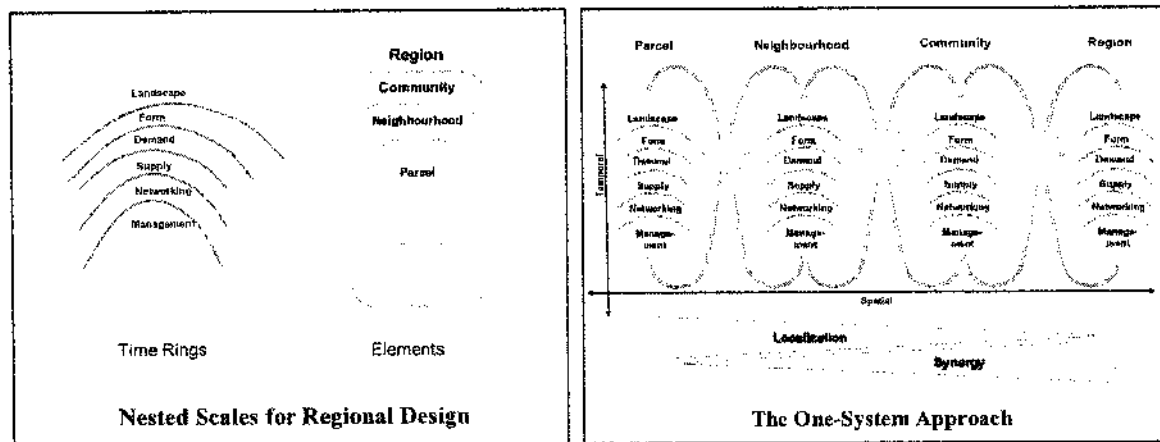 Landscape
Form
Demand
Supply
Networking
Management
Time Rings
Region
Community
Neighbourhood
Parcel
Elements
Nested Scales for Regional Design
Parcel
Neighbourhood
Community
Region
Temporal
Landscape
Form
Demand
Supply
Networking
Manage-
ment
Landscape
Form
Demand
Supply
Networking
Manage-
ment
Landscape
Form
Demand
Supply
Networking
Manage-
ment
Landscape
Form
Demand
Supply
Networking
Manage-
ment
Spatial
Localization
Synergy
The One-System Approach